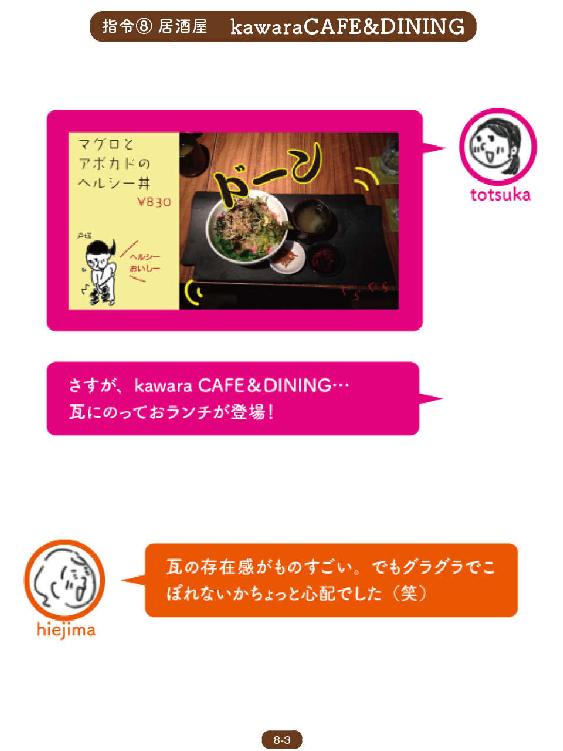 指令⑧ 居酒屋 kawaraCAFE&DINING
マグロと
アボカドの
ヘルシー丼
¥830
戸塚
ヘルシー
おいしー
ドーン
ぐらぐら
totsuka
さすが、kawara CAFE&DINING…
瓦にのっておランチが登場!
瓦の存在感がものすごい。でもグラグラでこ
ぼれないかちょっと心配でした（笑）
hiejima
8-3